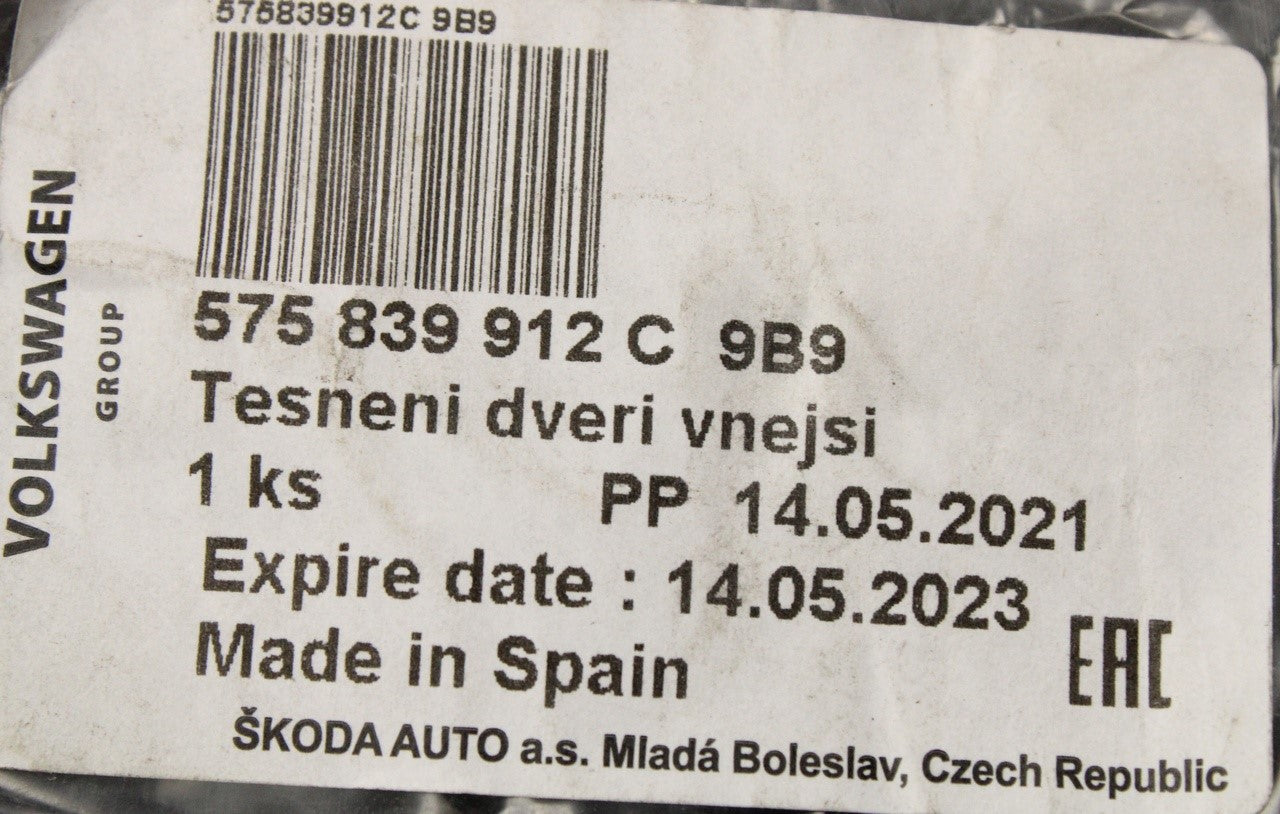 575839912C 9B9
VOLKSWAGEN
GROUP
575 839 912 C 9B9
Tesneni dveri vnejsi
1 ks PP 14.05.2021
Expire date : 14.05.2023
Made in Spain
EAC
ŠKODA AUTO a.s. Mladá Boleslav, Czech Republic